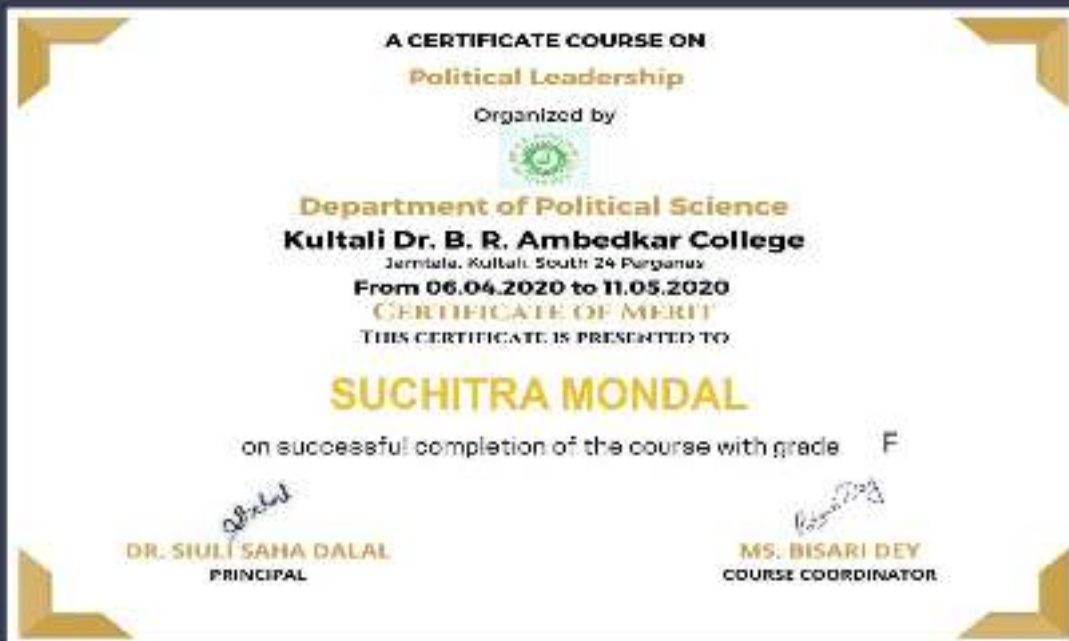 A CERTIFICATE COURSE ON
Political Leadership
Organized by
Department of Political Science
Kultali Dr. B. R. Ambedkar College
Jamtala, Kultali, South 24 Parganas
From 06.04.2020 to 11.05.2020
CERTIFICATE OF MERIT
THIS CERTIFICATE IS PRESENTED TO
SUCHITRA MONDAL
on successful completion of the course with grade F
DR. SIULI SAHA DALAL
PRINCIPAL
MS. BISARI DEY
COURSE COORDINATOR